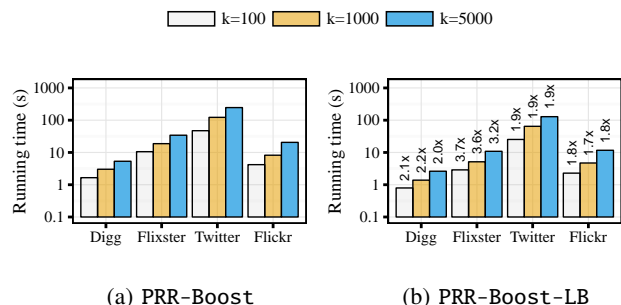 k=100 k=1000 k=5000
Running time (s)
1000
100
10
1
0.1
Digg Flixster Twitter Flickr
(a) PRR-Boost
Running time (s)
1000
100
10
1
0.1
2.1x 2.2x 2.0x 3.7x 3.6x 3.2x 1.9x 1.9x 1.9x 1.8x 1.7x 1.8x
Digg Flixster Twitter Flickr
(b) PRR-Boost-LB